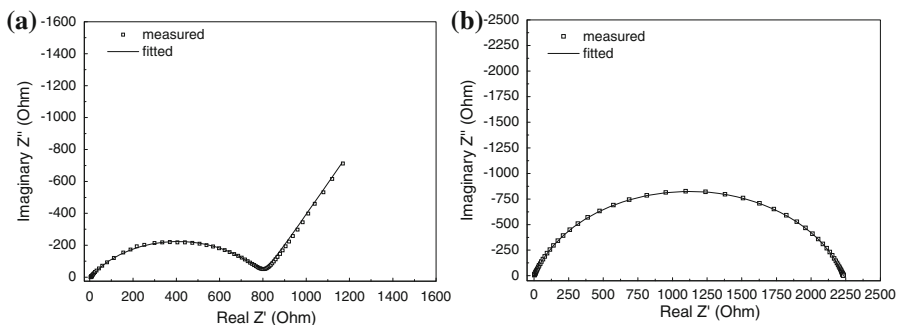 (a)
-1600
-1400
-1200
-1000
-800
-600
-400
-200
0
Imaginary Z'' (Ohm)
measured
fitted
0 200 400 600 800 1000 1200 1400 1600
Real Z' (Ohm)
(b)
-2500
-2250
-2000
-1750
-1500
-1250
-1000
-750
-500
-250
0
Imaginary Z'' (Ohm)
measured
fitted
0 250 500 750 1000 1250 1500 1750 2000 2250 2500
Real Z' (Ohm)